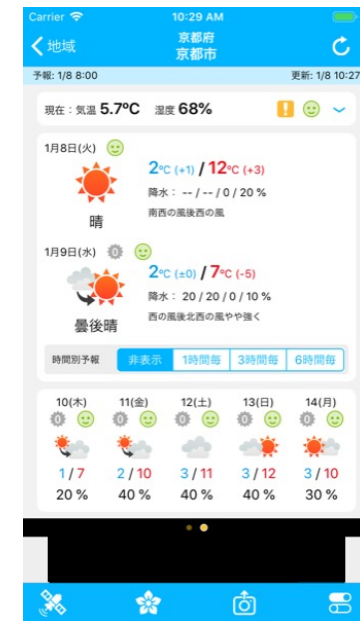 Carrier 10:29 AM
地域 京都府
京都市
予報: 1/8 8:00 更新: 1/8 10:27
現在：気温 5.7°C 湿度 68%
1月8日(火)
2°C (+1) / 12°C (+3)
降水： -- / -- / 0 / 20 %
南西の風後西の風
晴
1月9日(水) 0
2°C (±0) / 7°C (-5)
降水： 20 / 20 / 0 / 10 %
西の風後北西の風やや強く
曇後晴
時間別予報 非表示 1時間毎 3時間毎 6時間毎
10(木) 11(金) 12(土) 13(日) 14(月)
0 0 0 0 0
1 / 7 2 / 10 3 / 11 3 / 12 3 / 10
20 % 40 % 40 % 40 % 30 %